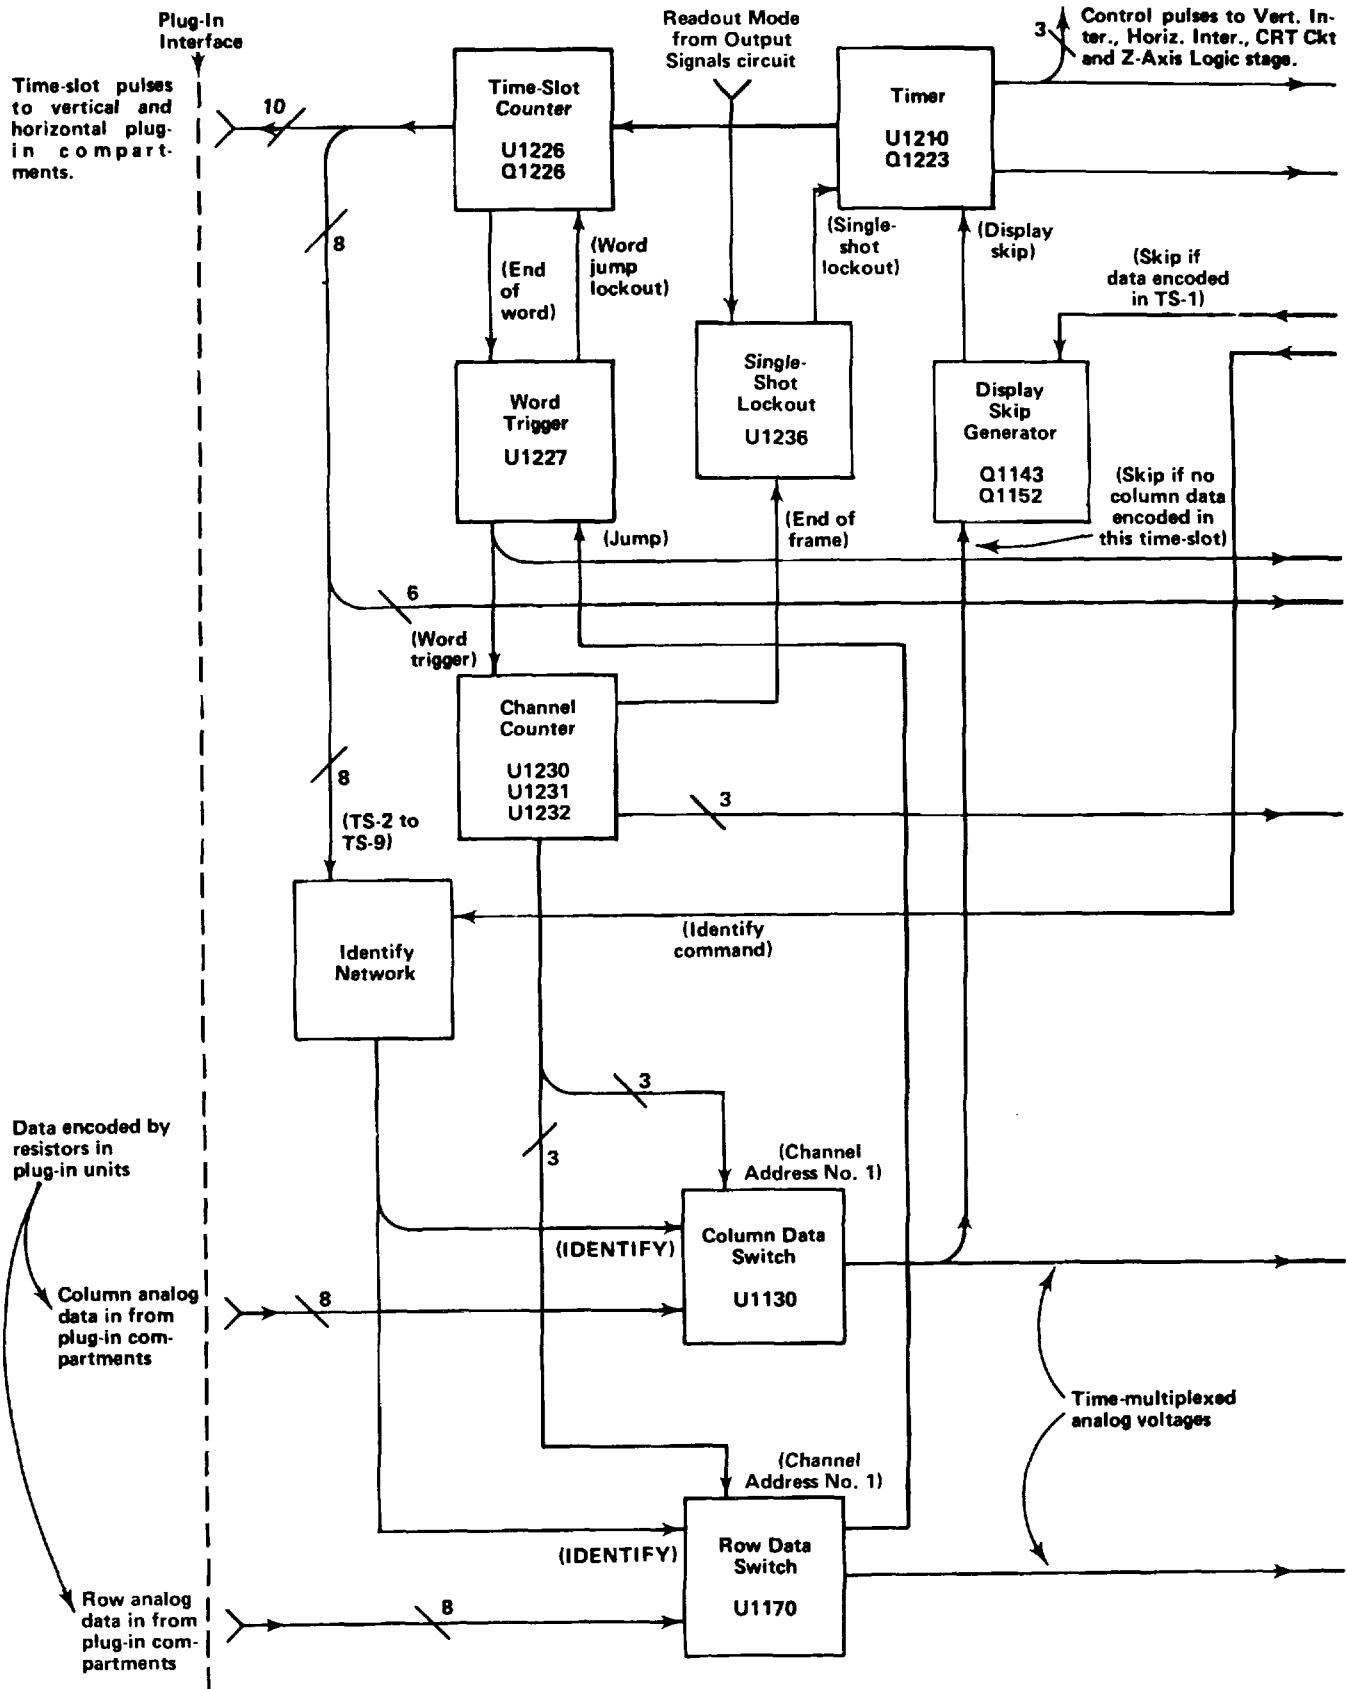 Plug-In
Interface
Time-slot pulses
to vertical and
horizontal plug-
in compart-
ments.
10
8
Time-Slot
Counter
U1226
Q1226
Readout Mode
from Output
Signals circuit
Timer
U1210
Q1223
3
Control pulses to Vert. In-
ter., Horiz. Inter., CRT Ckt
and Z-Axis Logic stage.
(End
of
word)
(Word
jump
lockout)
(Single-
shot
lockout)
(Display
skip)
(Skip if
data encoded
in TS-1)
Word
Trigger
U1227
Single-
Shot
Lockout
U1236
Display
Skip
Generator
Q1143
Q1152
(Skip if no
column data
encoded in
this time-slot)
(Jump)
(End of
frame)
6
(Word
trigger)
Channel
Counter
U1230
U1231
U1232
3
8
(TS-2 to
TS-9)
Identify
Network
(Identify
command)
3
3
Data encoded by
resistors in
plug-in units
(Channel
Address No. 1)
Column Data
Switch
U1130
(IDENTIFY)
Column analog
data in from
plug-in com-
partments
8
Time-multiplexed
analog voltages
(Channel
Address No. 1)
Row Data
Switch
U1170
(IDENTIFY)
Row analog
data in from
plug-in com-
partments
8